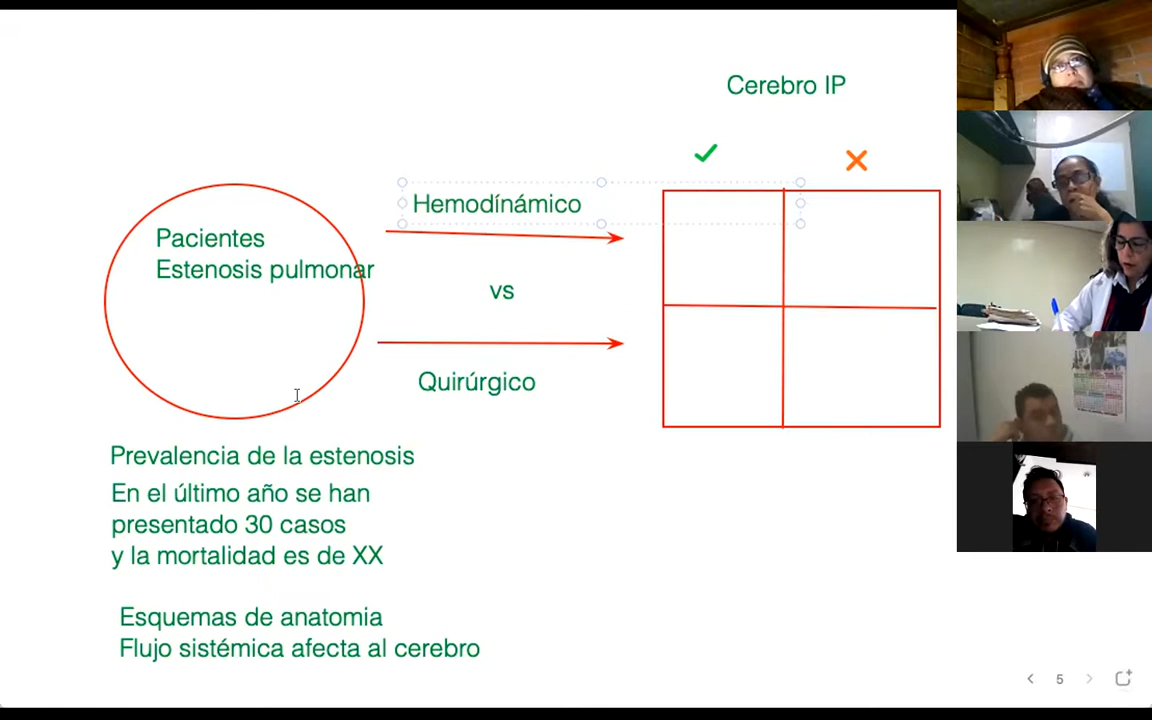 Cerebro IP
Hemodínámico
Pacientes
Estenosis pulmonar
vs
Quirúrgico
Prevalencia de la estenosis
En el último año se han
presentado 30 casos
y la mortalidad es de XX
Esquemas de anatomia
Flujo sistémica afecta al cerebro
5